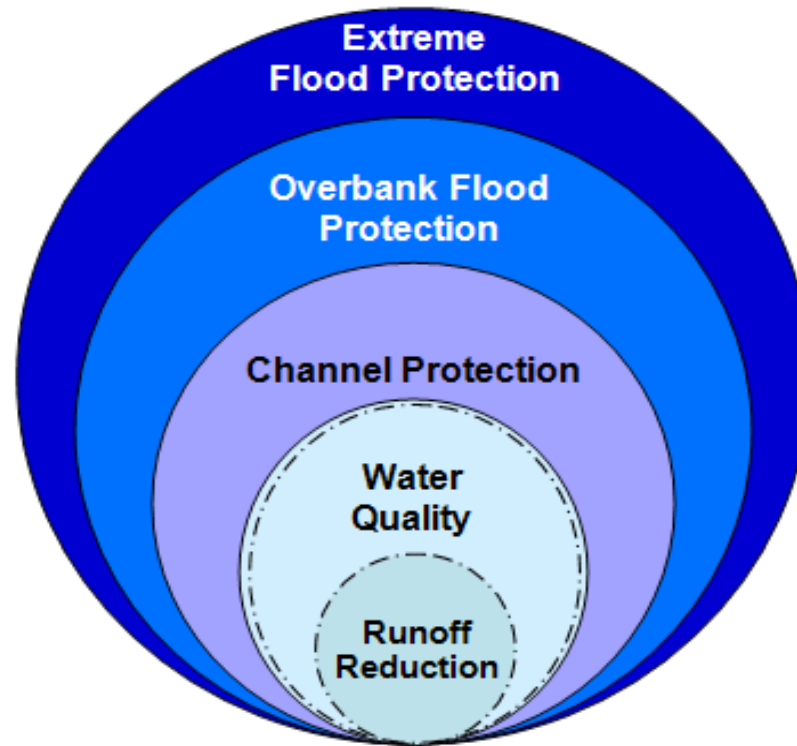 Extreme
Flood Protection
Overbank Flood
Protection
Channel Protection
Water
Quality
Runoff
Reduction